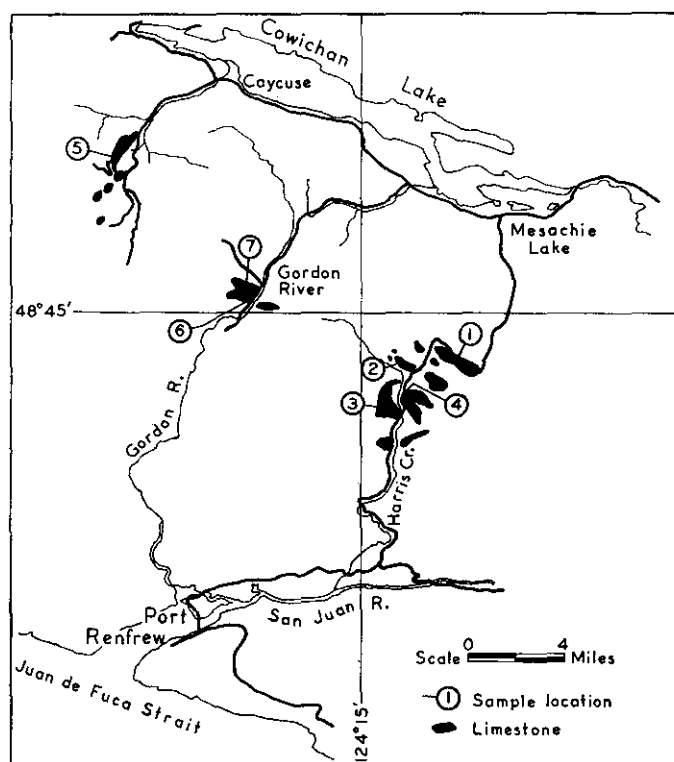 Cowichan
Lake
Caycuse
5
Mesachie
Lake
7
Gordon
River
48°45'
6
1
2
3
4
Gordon R.
Harris Cr.
Port
Renfrew
San Juan R.
Juan de Fuca Strait
124°15'
0 4
Scale Miles
1 Sample location
Limestone